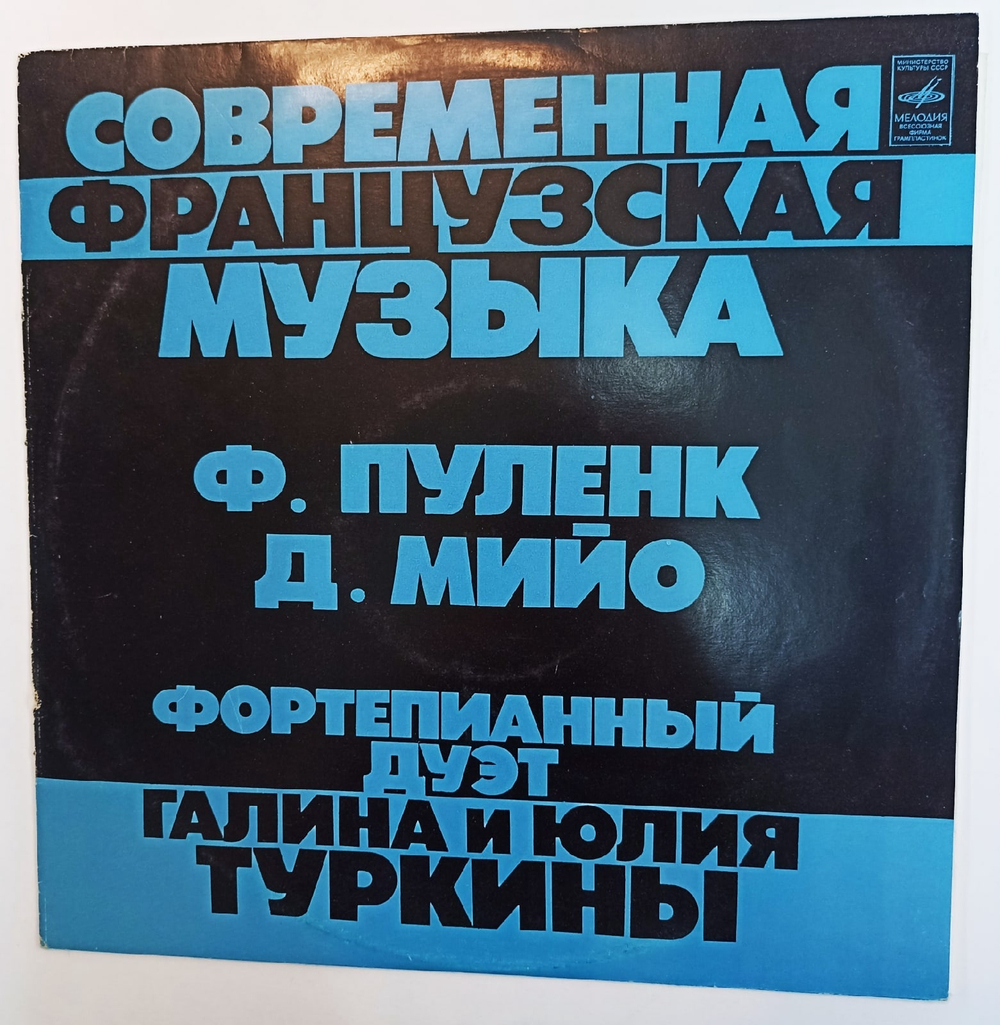 СОВРЕМЕННАЯ
МИНИСТЕРСТВО
КУЛЬТУРЫ СССР
МЕЛОДИЯ
ВСЕСОЮЗНАЯ
ФИРМА
ГРАМПЛАСТИНОК
ФРАНЦУЗСКАЯ
МУЗЫКА
Ф. ПУЛЕНК
Д. МИЙО
ФОРТЕПИАННЫЙ
ДУЭТ
ГАЛИНА И ЮЛИЯ
ТУРКИНЫ